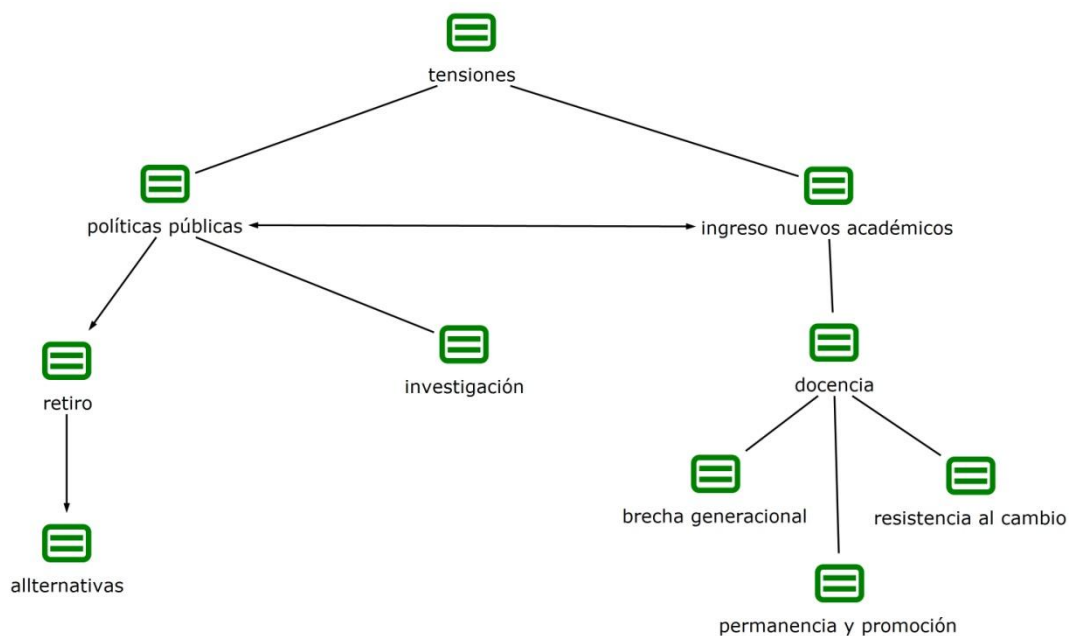 tensiones
políticas públicas
ingreso nuevos académicos
retiro
investigación
docencia
brecha generacional
resistencia al cambio
allternativas
permanencia y promoción